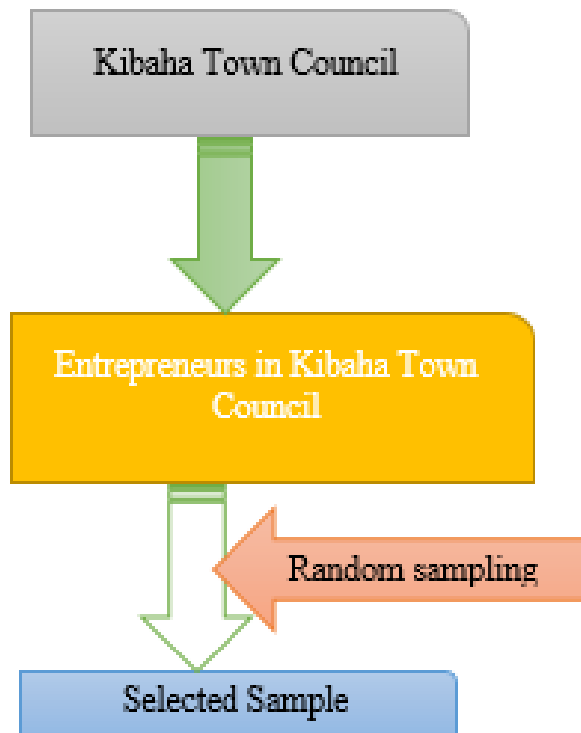 Kibaha Town Council
Entrepreneurs in Kibaha Town
Council
Random sampling
Selected Sample